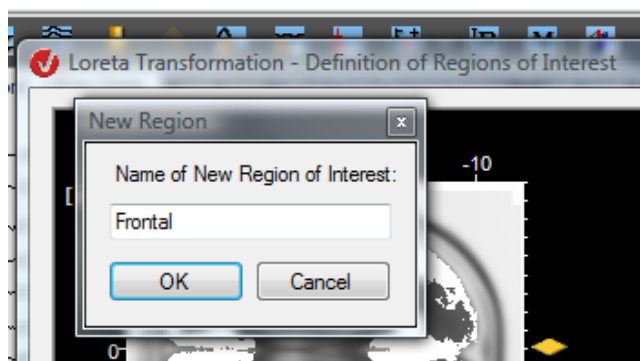 Loreta Transformation - Definition of Regions of Interest
New Region
Name of New Region of Interest:
Frontal
OK
Cancel
-10
[
0